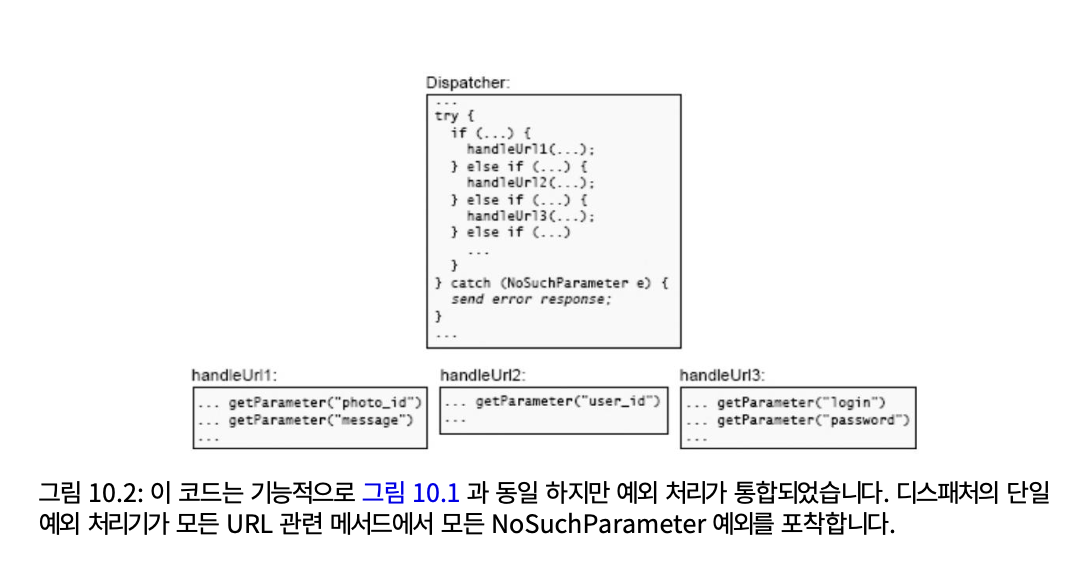 Dispatcher:
...
try {
if (...) {
handleUrl1(...);
} else if (...) {
handleUrl2(...);
} else if (...) {
handleUrl3(...);
} else if (...)
...
}
} catch (NoSuchParameter e) {
send error response;
}
...
handleUrl1:
... getParameter("photo_id")
... getParameter("message")
...
handleUrl2:
... getParameter("user_id")
...
handleUrl3:
... getParameter("login")
... getParameter("password")
...
그림 10.2: 이 코드는 기능적으로 그림 10.1 과 동일 하지만 예외 처리가 통합되었습니다. 디스패처의 단일
예외 처리기가 모든 URL 관련 메서드에서 모든 NoSuchParameter 예외를 포착합니다.